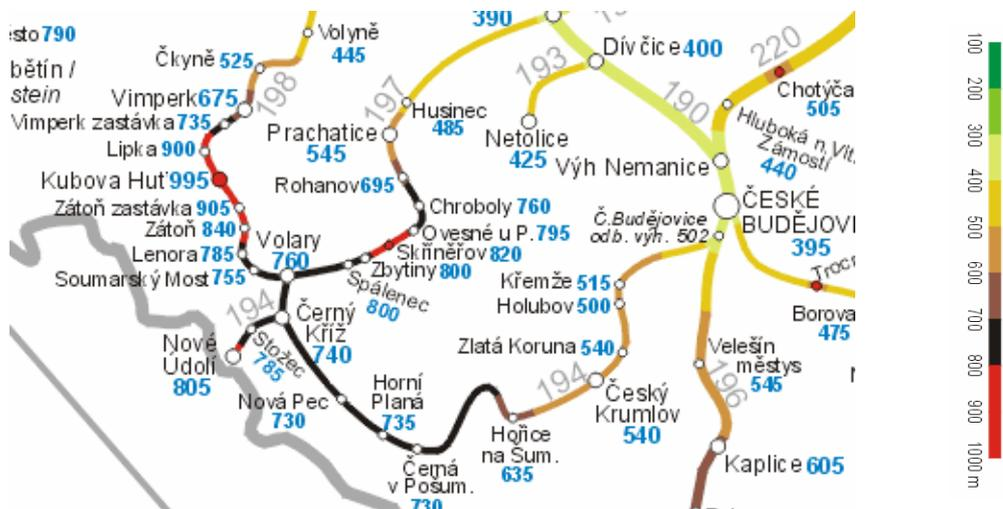 390
Volyně
445
Čkyně 525
198
bětín /
stein
Vimperk 675
Vimperk zastávka 735
Lipka 900
Kubova Huť 995
Zátoň zastávka 905
Zátoň 840
Lenora 785
Soumarský Most 755
Volary
760
194
Černý
Kříž
740
Stožec
785
Nové
Údolí
805
Nová Pec
730
Horní
Planá
735
Černá
v Pošum.
730
197
Husinec
485
Prachatice
545
Rohanov 695
Chroboly 760
Ovesné u P. 795
Skříněřov 820
Zbytiny 800
Spálenec
800
193
Dívčice 400
Netolice
425
190
220
Chotýča
505
Hluboká n. Vlt.
Zámostí
440
Výh Nemanice
ČESKÉ
BUDĚJOVI
395
Č.Budějovice
odb. výh. 502
Křemže 515
Holubov 500
Zlatá Koruna 540
194
Český
Krumlov
540
Hořice
na Šum.
635
Borova
475
Velešín
městys
545
196
Kaplice 605
100
200
300
400
500
600
700
800
900
1000 m